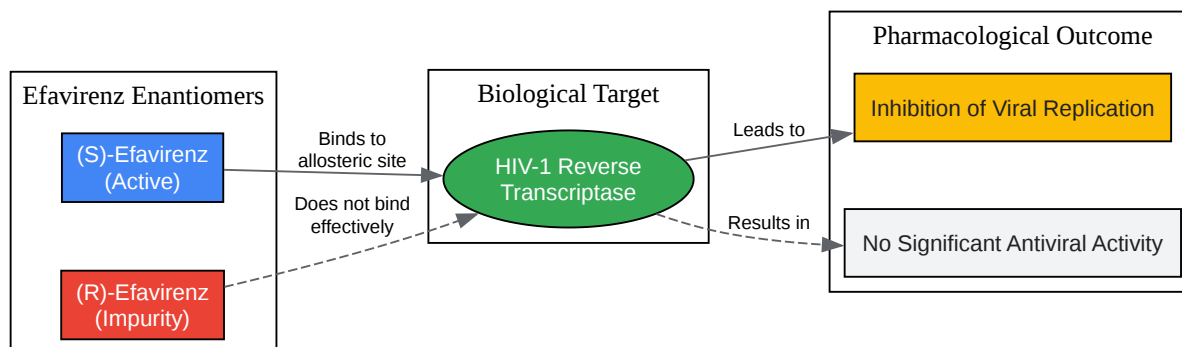 Efavirenz Enantiomers
(S)-Efavirenz
(Active)
(R)-Efavirenz
(Impurity)
Binds to
allosteric site
Does not bind
effectively
Biological Target
HIV-1 Reverse
Transcriptase
Leads to
Results in
Pharmacological Outcome
Inhibition of Viral Replication
No Significant Antiviral Activity